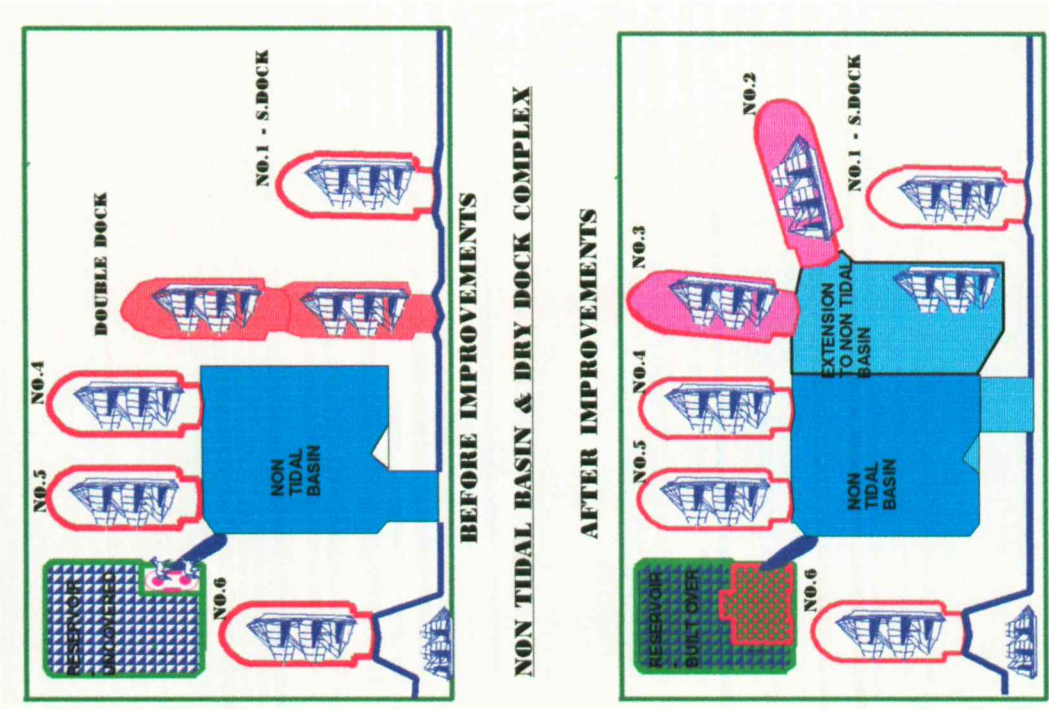 RESERVOIR
-
UNCOVERED
NO.6
NO.5
NO.4
NON
TIDAL
BASIN
DOUBLE DOCK
NO.1 - S.DOCK
BEFORE IMPROVEMENTS
NON TIDAL BASIN & DRY DOCK COMPLEX
AFTER IMPROVEMENTS
RESERVOIR
-
BUILT OVER
NO.6
NO.5
NO.4
NON
TIDAL
BASIN
NO.3
EXTENSION
TO NON TIDAL
BASIN
NO.2
NO.1 - S.DOCK